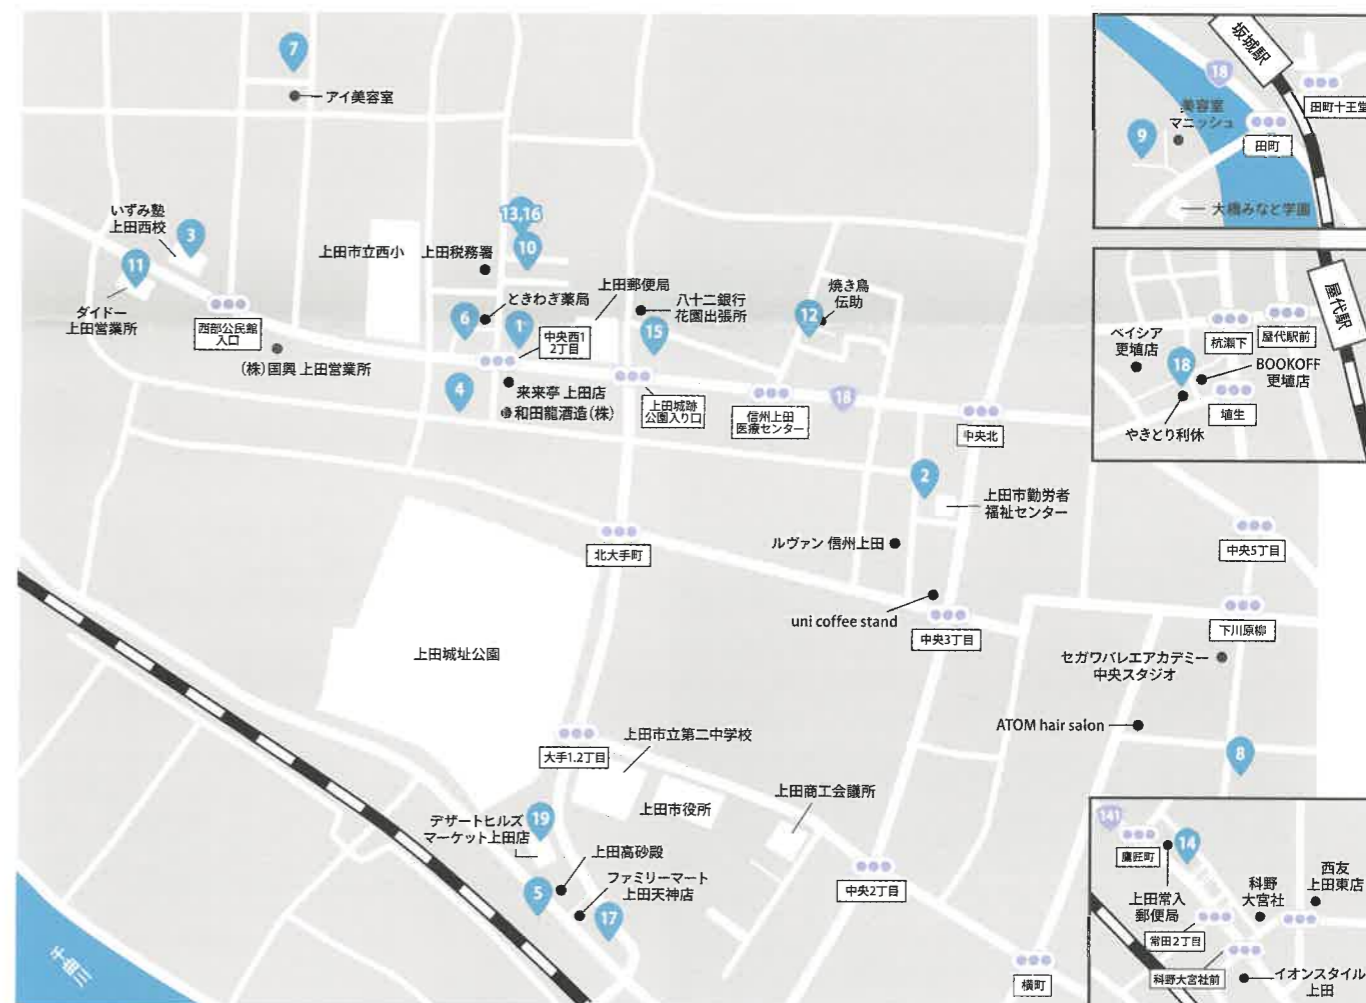 7
アイ美容室
いずみ塾
上田西校
3
11
ダイドー
上田営業所
西部公民館
入口
(株)国興 上田営業所
上田市立西小
上田税務署
13,16
10
ときわぎ薬局
6
1
上田郵便局
中央西1
2丁目
八十二銀行
花園出張所
15
焼き鳥
伝助
12
4
来来亭 上田店
和田龍酒造(株)
上田城跡
公園入り口
信州上田
医療センター
18
中央北
2
上田市勤労者
福祉センター
北大手町
ルヴァン 信州上田
uni coffee stand
中央3丁目
中央5丁目
下川原柳
セガワバレエアカデミー
中央スタジオ
ATOM hair salon
8
上田城址公園
大手1.2丁目
上田市立第二中学校
上田市役所
上田商工会議所
デザートヒルズ
マーケット上田店
19
上田高砂殿
ファミリーマート
上田天神店
5
17
中央2丁目
横町
千曲川
坂城駅
18
田町十王堂
美容室
マニッシュ
9
田町
大橋みなと学園
屋代駅
ベイシア
更埴店
杭瀬下
屋代駅前
18
BOOKOFF
更埴店
埴生
やきとり利休
141
鷹匠町
14
上田常入
郵便局
科野
大宮社
西友
上田東店
常田2丁目
科野大宮社前
イオンスタイル
上田